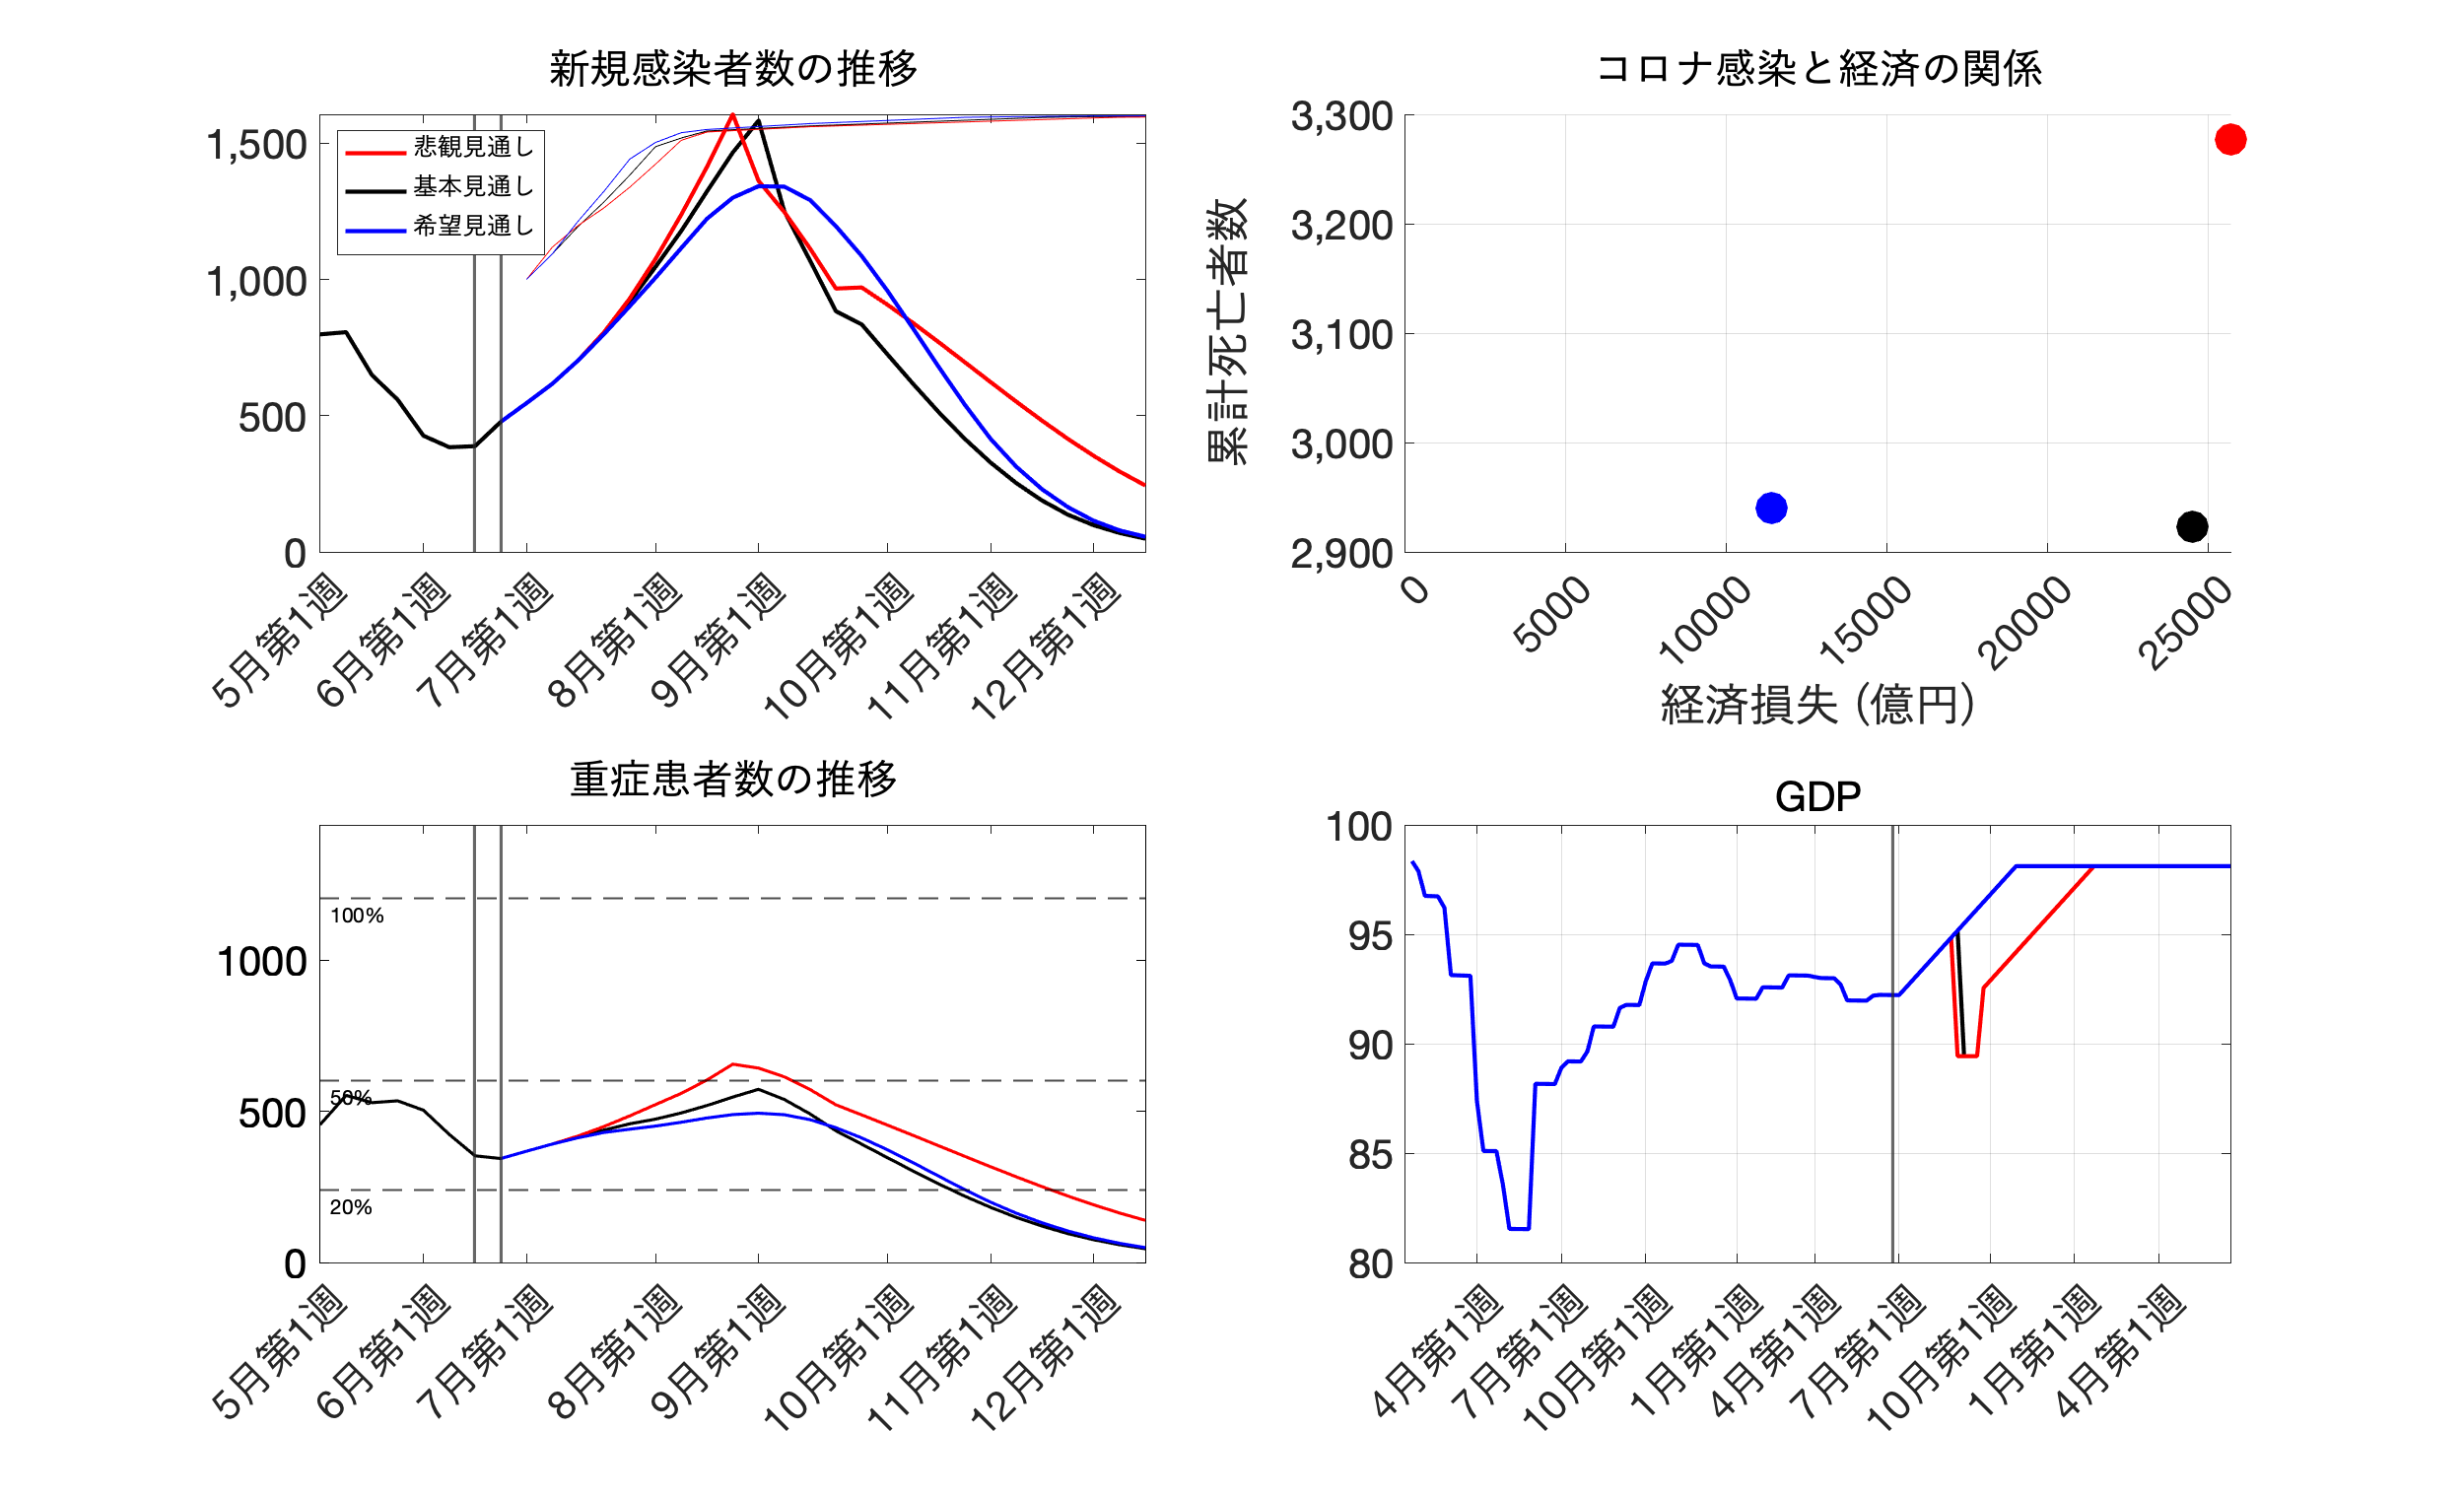 新規感染者数の推移
1,500
1,000
500
0
悲観見通し
基本見通し
希望見通し
5月第1週
6月第1週
7月第1週
8月第1週
9月第1週
10月第1週
11月第1週
12月第1週
コロナ感染と経済の関係
累計死亡者数
3,300
3,200
3,100
3,000
2,900
0
5000
10000
15000
20000
25000
経済損失 (億円)
重症患者数の推移
1000
500
0
100%
50%
20%
5月第1週
6月第1週
7月第1週
8月第1週
9月第1週
10月第1週
11月第1週
12月第1週
GDP
100
95
90
85
80
4月第1週
7月第1週
10月第1週
1月第1週
4月第1週
7月第1週
10月第1週
1月第1週
4月第1週